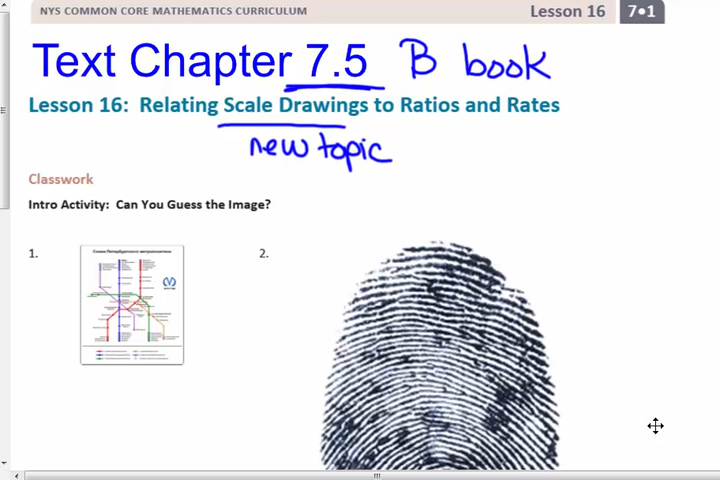 NYS COMMON CORE MATHEMATICS CURRICULUM Lesson 16 7•1
Text Chapter 7.5 B book
Lesson 16: Relating Scale Drawings to Ratios and Rates
new topic
Classwork
Intro Activity: Can You Guess the Image?
1. 2.